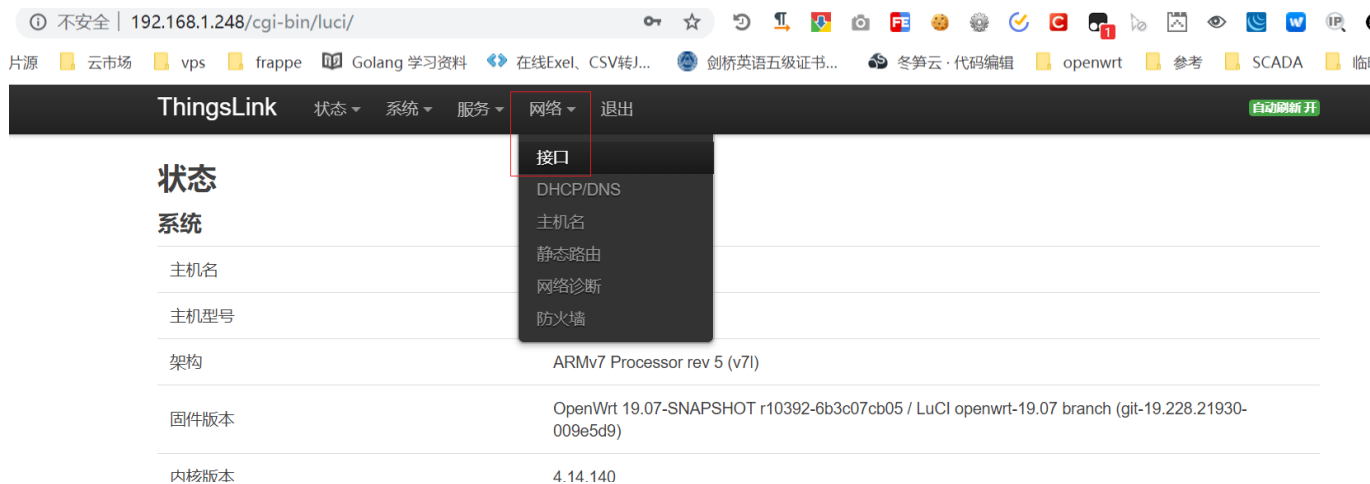 不安全 | 192.168.1.248/cgi-bin/luci/
片源 云市场 vps frappe Golang 学习资料 在线Exel、CSV转J... 剑桥英语五级证书... 冬笋云·代码编辑 openwrt 参考 SCADA 临
ThingsLink 状态 系统 服务 网络 退出 自动刷新 开
接口
DHCP/DNS
主机名
静态路由
网络诊断
防火墙
状态
系统
主机名
主机型号
架构 ARMv7 Processor rev 5 (v7l)
固件版本 OpenWrt 19.07-SNAPSHOT r10392-6b3c07cb05 / LuCI openwrt-19.07 branch (git-19.228.21930-
009e5d9)
内核版本 4.14.140